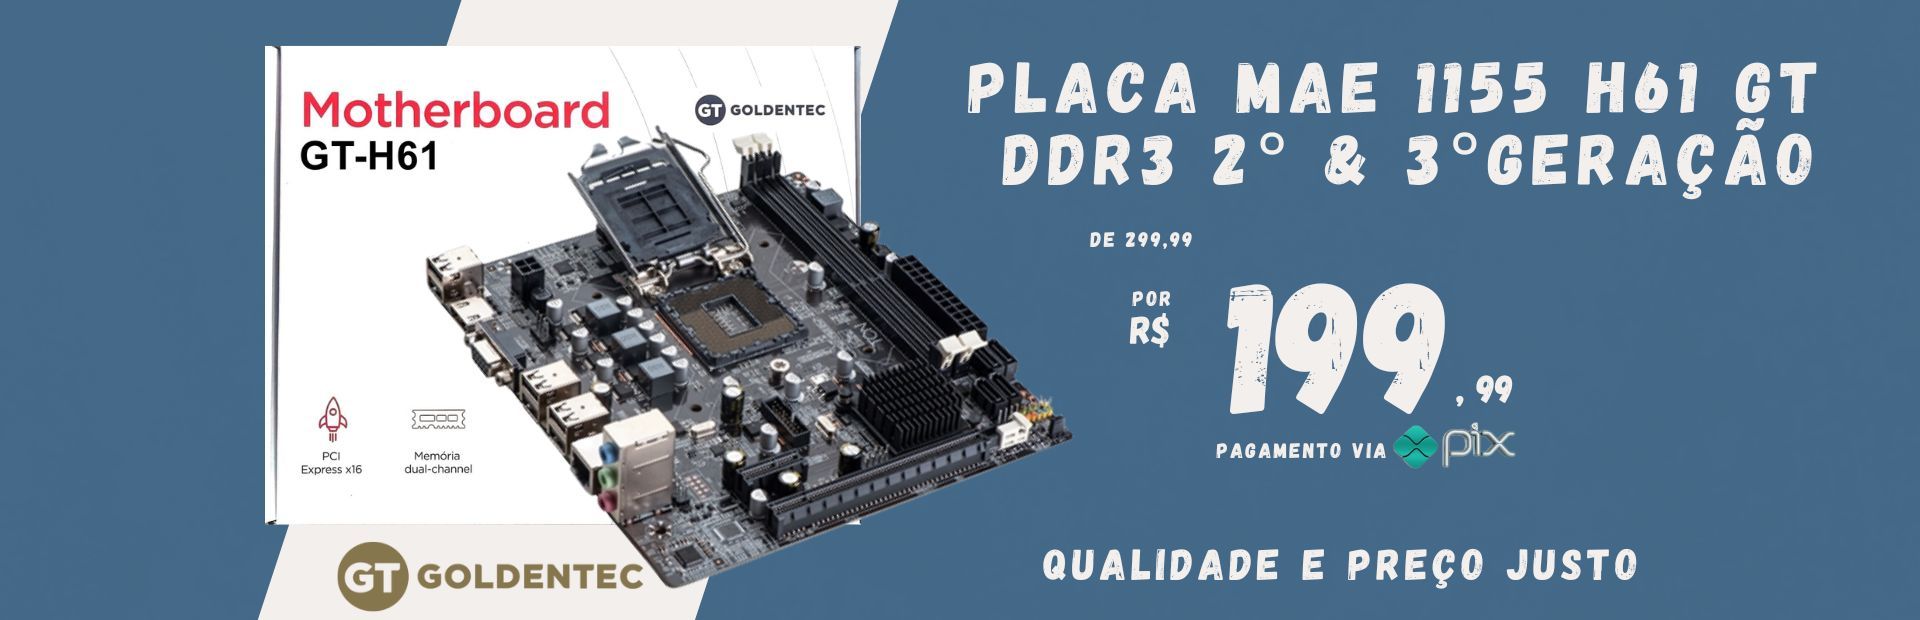 Motherboard
GT-H61
GT GOLDENTEC
PCI
Express x16
Memória
dual-channel
GT GOLDENTEC
PLACA MAE 1155 H61 GT
DDR3 2° & 3°GERAÇÃO
DE 299,99
POR
R$ 199,99
PAGAMENTO VIA pix
QUALIDADE E PREÇO JUSTO